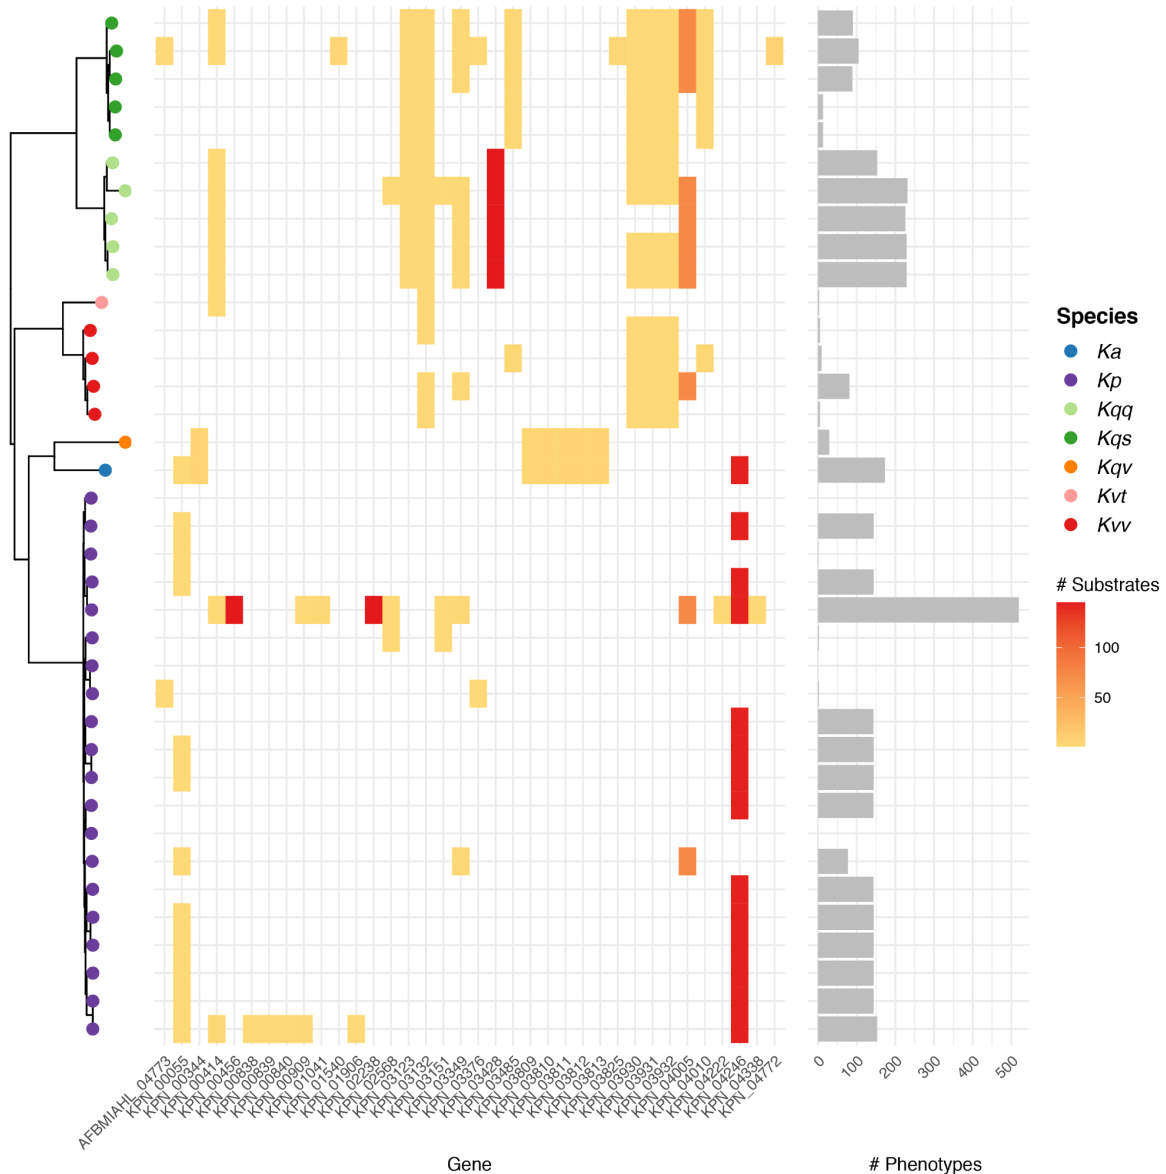 Species
Ka
Kp
Kqq
Kqs
Kqv
Kvt
Kvv
# Substrates
100
50
AFBMIAHL_04773
KPN_00055
KPN_00344
KPN_00414
KPN_00456
KPN_00838
KPN_00839
KPN_00840
KPN_00909
KPN_01241
KPN_01540
KPN_01906
KPN_02238
KPN_02568
KPN_03123
KPN_03132
KPN_03151
KPN_03349
KPN_03376
KPN_03428
KPN_03485
KPN_03809
KPN_03810
KPN_03811
KPN_03812
KPN_03813
KPN_03825
KPN_03930
KPN_03931
KPN_03932
KPN_04005
KPN_04010
KPN_04222
KPN_04246
KPN_04338
KPN_04772
0
100
200
300
400
500
Gene
# Phenotypes